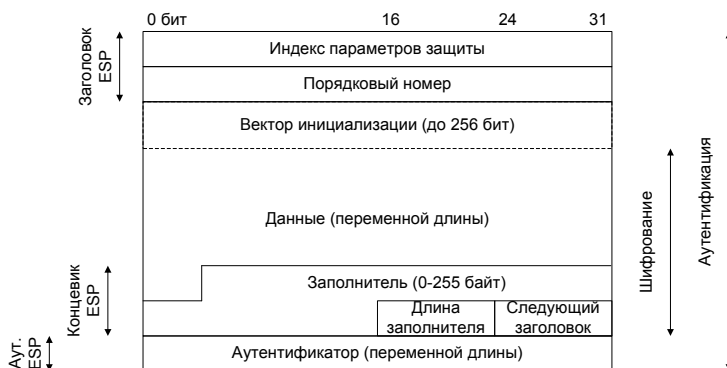 0 бит 16 24 31
Заголовок
ESP
Индекс параметров защиты
Порядковый номер
Вектор инициализации (до 256 бит)
Данные (переменной длины)
Шифрование
Аутентификация
Концевик
ESP
Заполнитель (0-255 байт)
Длина
заполнителя
Следующий
заголовок
Аут.
ESP
Аутентификатор (переменной длины)